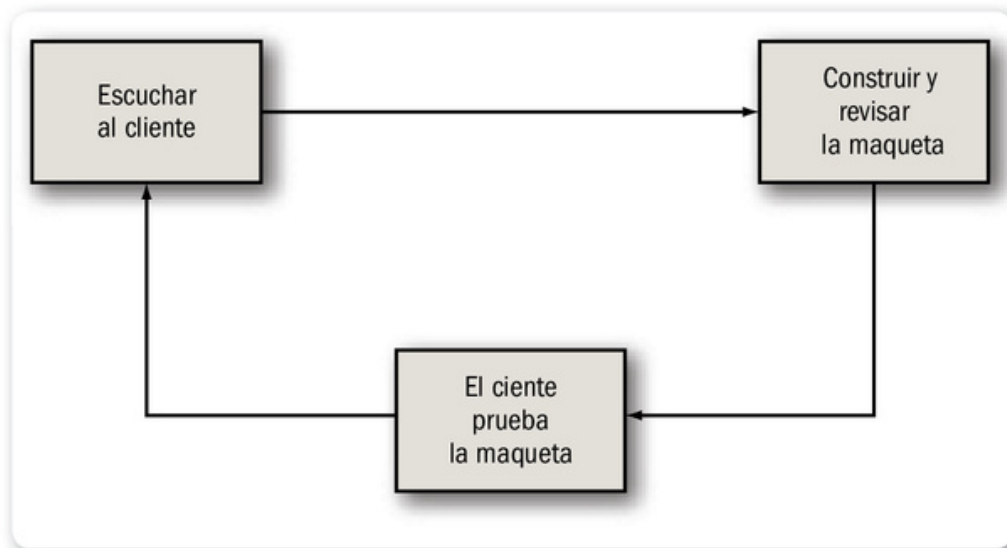 Escuchar
al cliente
Construir y
revisar
la maqueta
El ciente
prueba
la maqueta